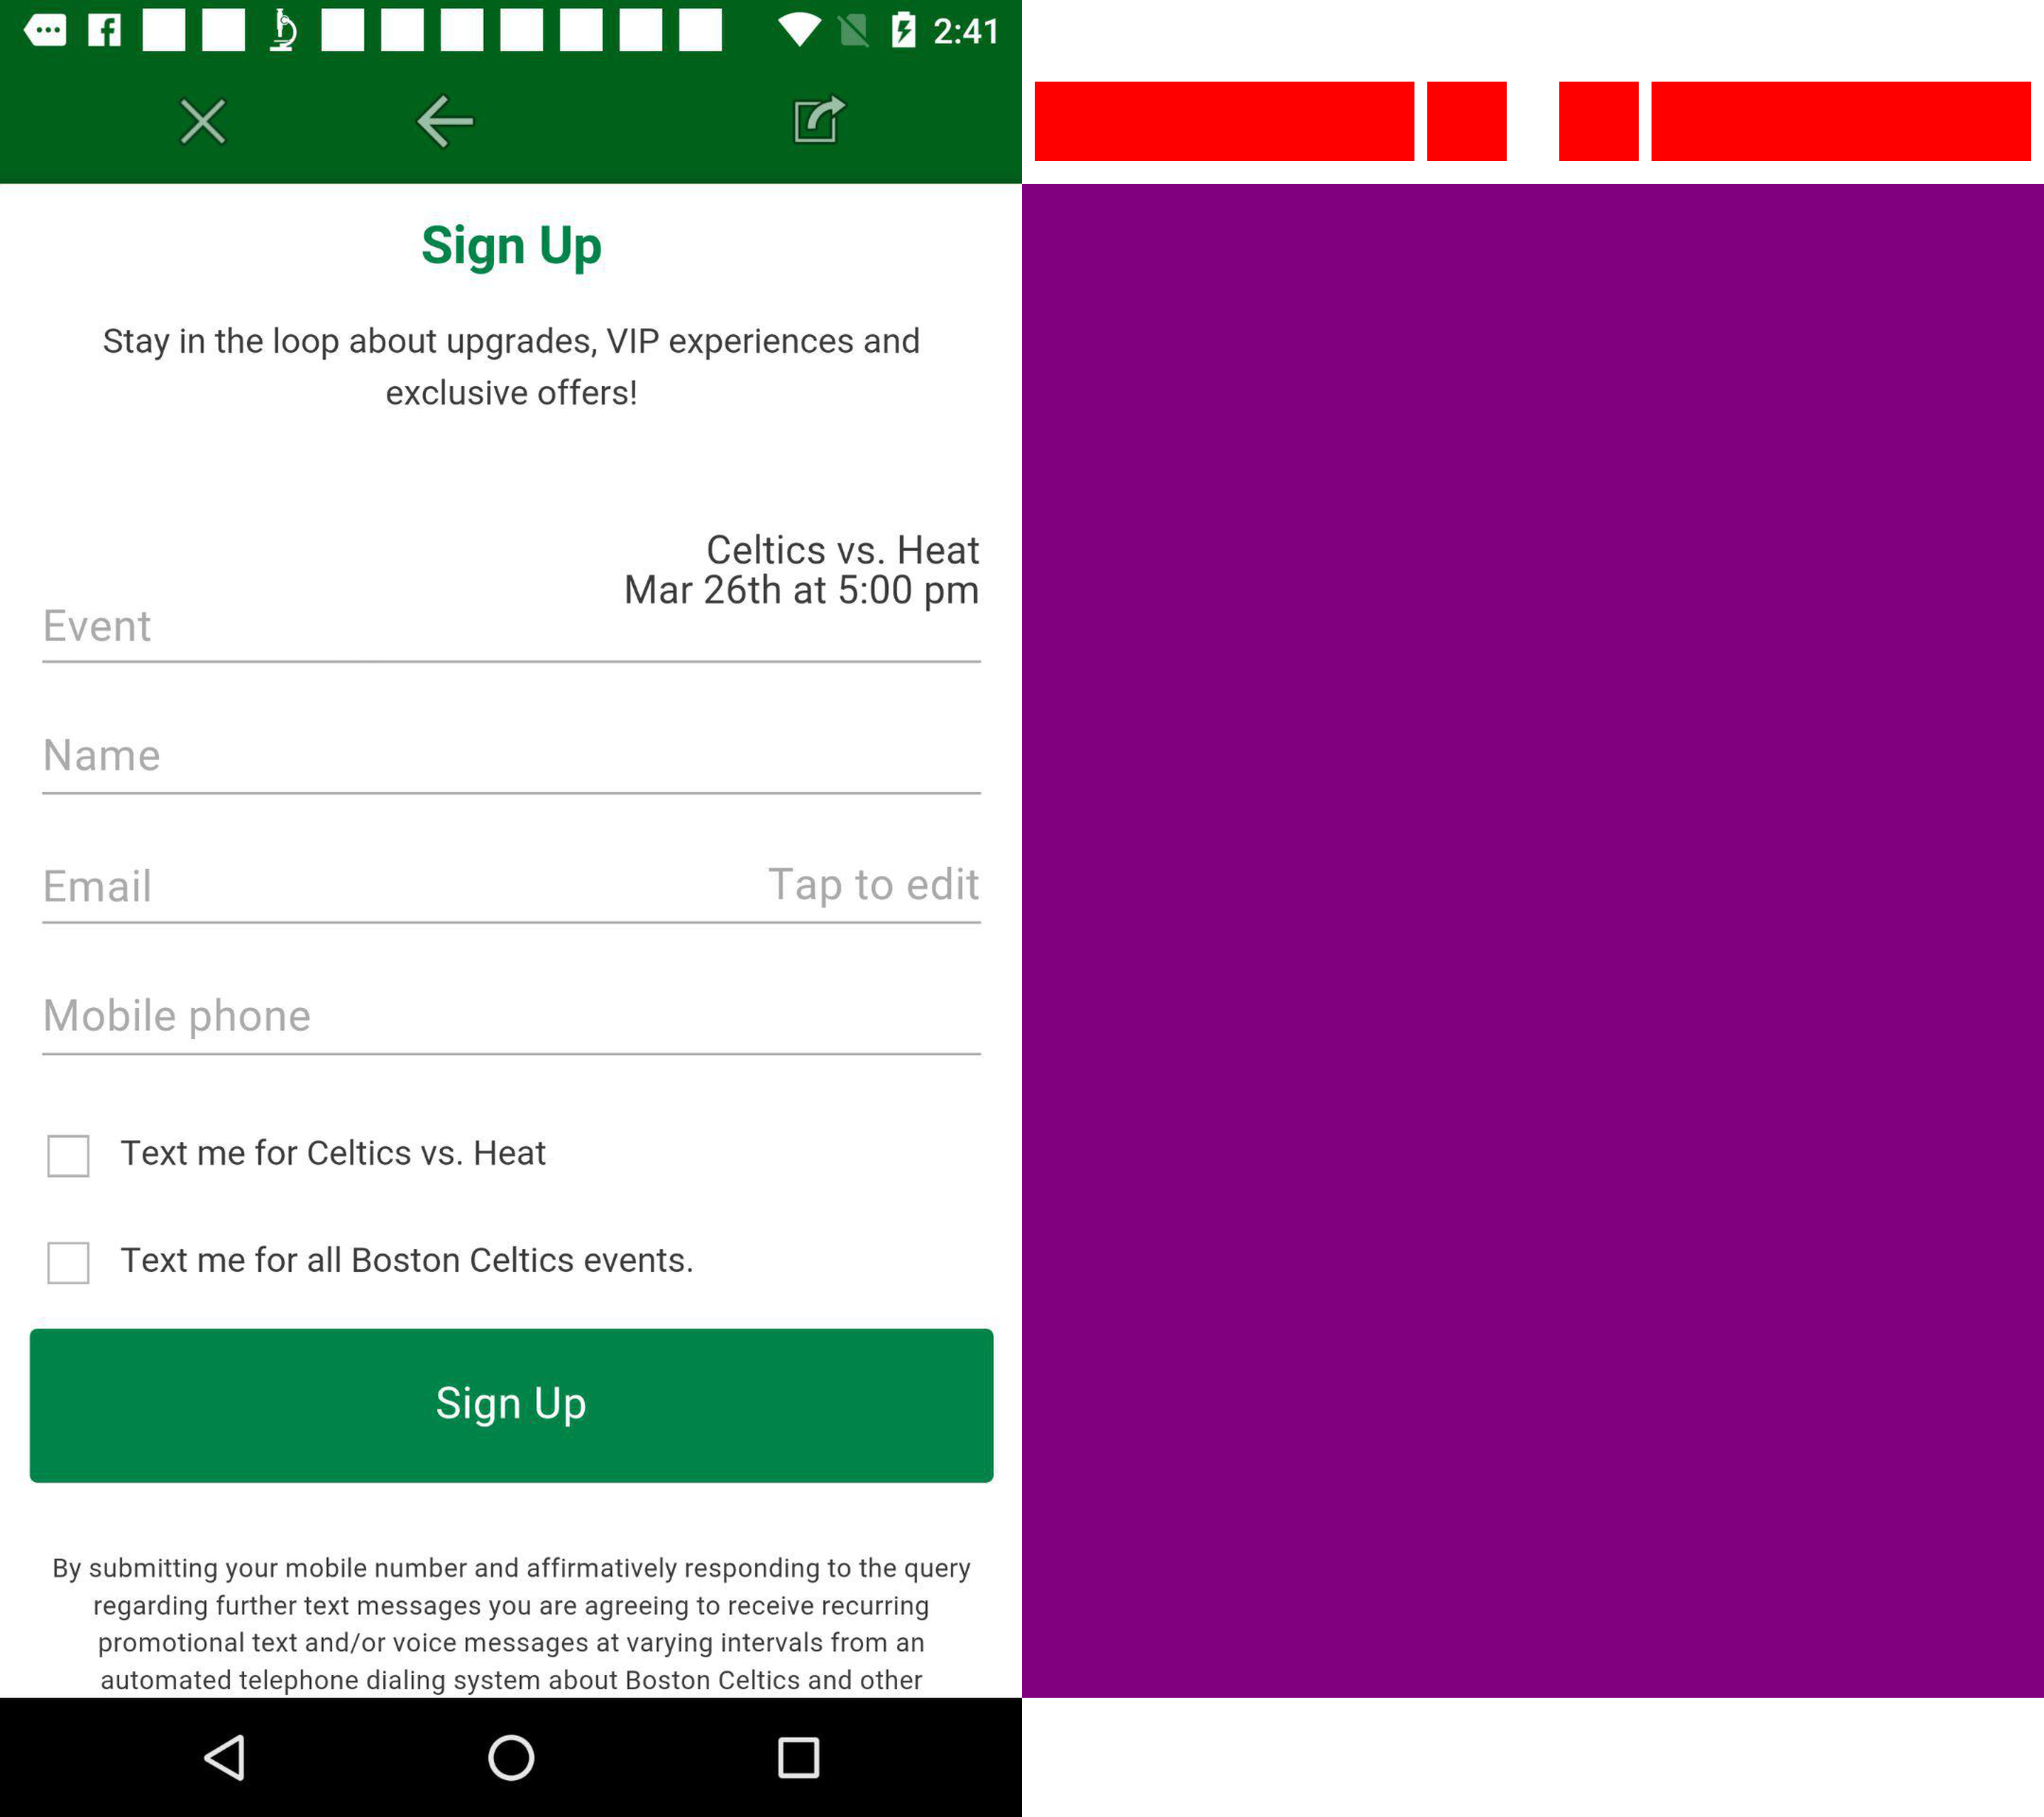 2:41
Sign Up
Stay in the loop about upgrades, VIP experiences and
exclusive offers!
Celtics vs. Heat
Mar 26th at 5:00 pm
Event
Name
Email Tap to edit
Mobile phone
Text me for Celtics vs. Heat
Text me for all Boston Celtics events.
Sign Up
By submitting your mobile number and affirmatively responding to the query
regarding further text messages you are agreeing to receive recurring
promotional text and/or voice messages at varying intervals from an
automated telephone dialing system about Boston Celtics and other